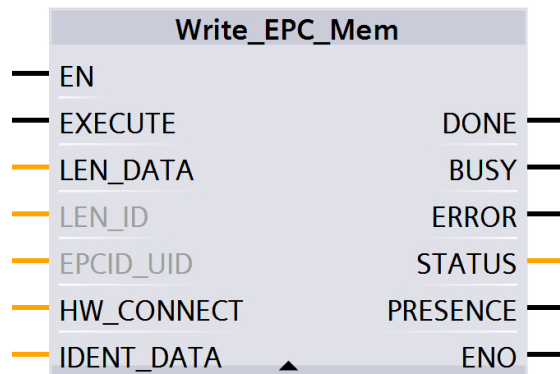 Write_EPC_Mem
EN
EXECUTE DONE
LEN_DATA BUSY
LEN_ID ERROR
EPCID_UID STATUS
HW_CONNECT PRESENCE
IDENT_DATA ENO